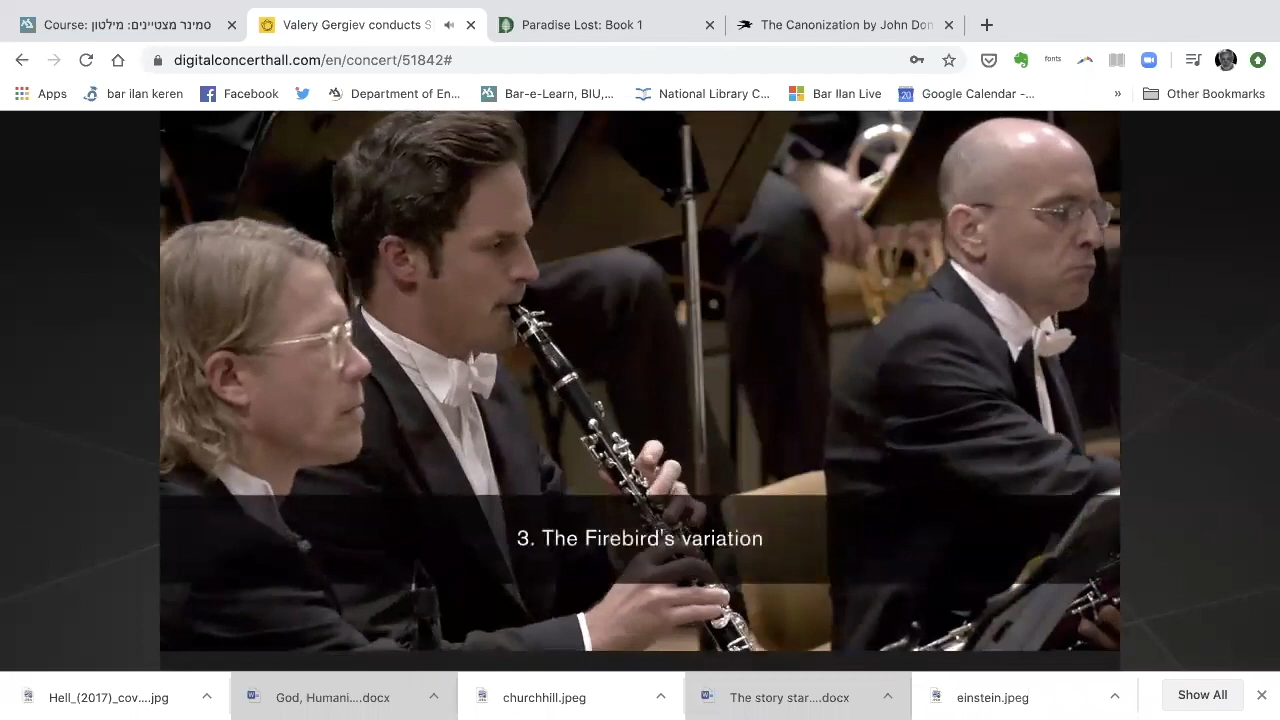 Course: סמינר מצטיינים: מילטון
Valery Gergiev conducts S
Paradise Lost: Book 1
The Canonization by John Don
digitalconcerthall.com/en/concert/51842#
fonts
Apps
bar ilan keren
Facebook
Department of En...
Bar-e-Learn, BIU,...
National Library C...
20
Bar Ilan Live
Google Calendar -...
»
Other Bookmarks
3. The Firebird's variation
Hell_(2017)_cov....jpg
God, Humani....docx
churchhill.jpeg
The story star....docx
einstein.jpeg
Show All